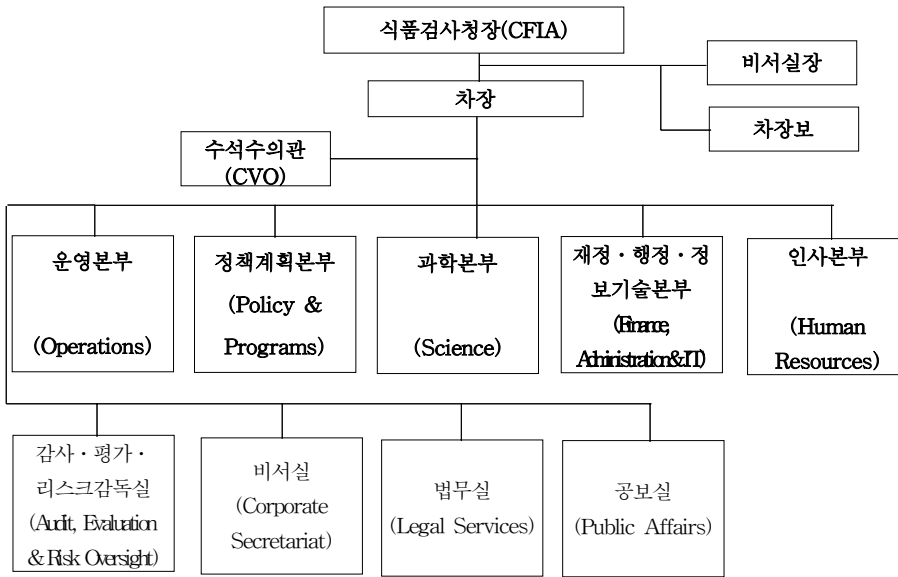 식품검사청장(CFIA)
비서실장
차장
차장보
수석수의관
(CVO)
운영본부
(Operations)
정책계획본부
(Policy &
Programs)
과학본부
(Science)
재정・행정・정
보기술본부
(Finance,
Administration&IT)
인사본부
(Human
Resources)
감사・평가・
리스크감독실
(Audit, Evaluation
& Risk Oversight)
비서실
(Corporate
Secretariat)
법무실
(Legal Services)
공보실
(Public Affairs)